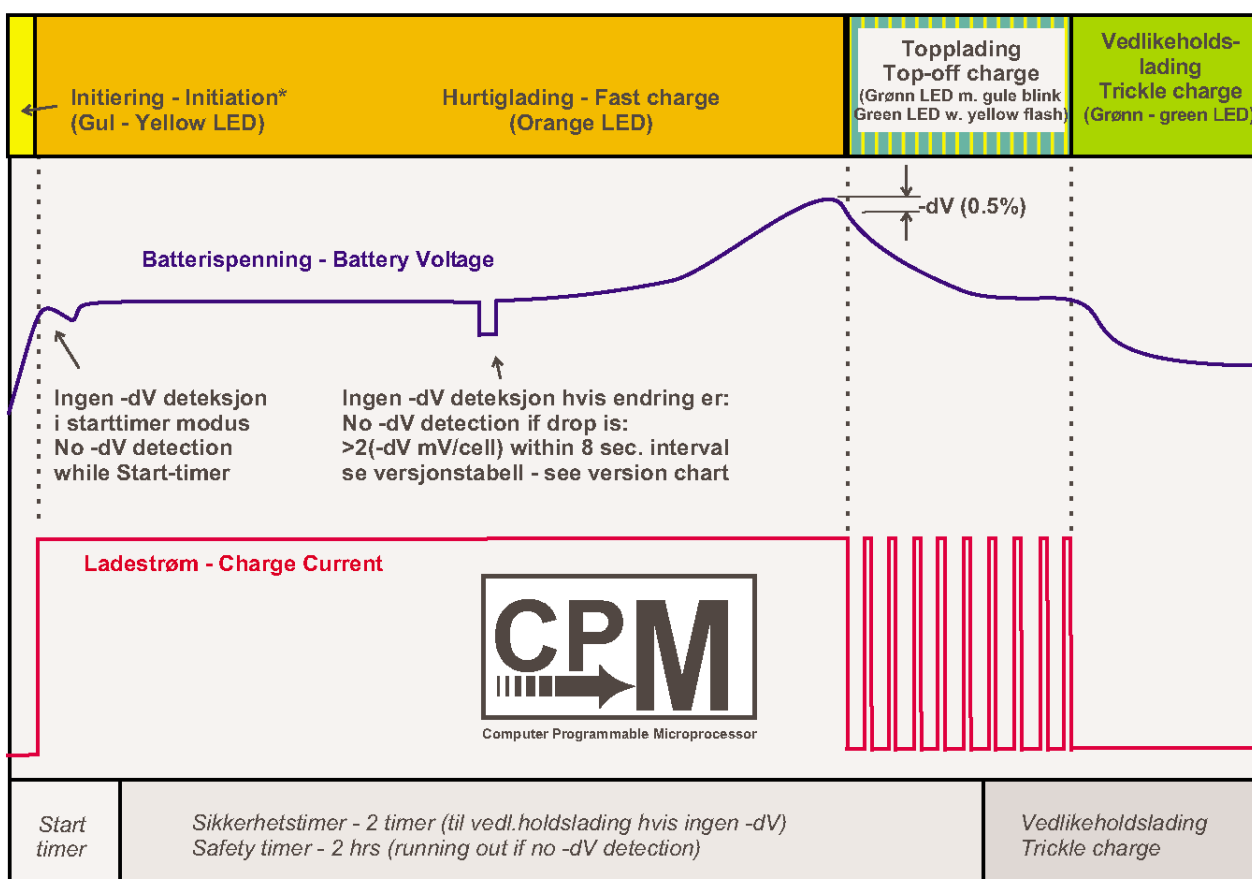 Initiering - Initiation*
(Gul - Yellow LED)
Hurtiglading - Fast charge
(Orange LED)
Topplading
Top-off charge
(Grønn LED m. gule blink
Green LED w. yellow flash)
Vedlikeholds-
lading
Trickle charge
(Grønn - green LED)
-dV (0.5%)
Batterispenning - Battery Voltage
Ingen -dV deteksjon
i starttimer modus
No -dV detection
while Start-timer
Ingen -dV deteksjon hvis endring er:
No -dV detection if drop is:
>2(-dV mV/cell) within 8 sec. interval
se versjonstabell - see version chart
Ladestrøm - Charge Current
CPM
Computer Programmable Microprocessor
Start
timer
Sikkerhetstimer - 2 timer (til vedl.holdslading hvis ingen -dV)
Safety timer - 2 hrs (running out if no -dV detection)
Vedlikeholdslading
Trickle charge